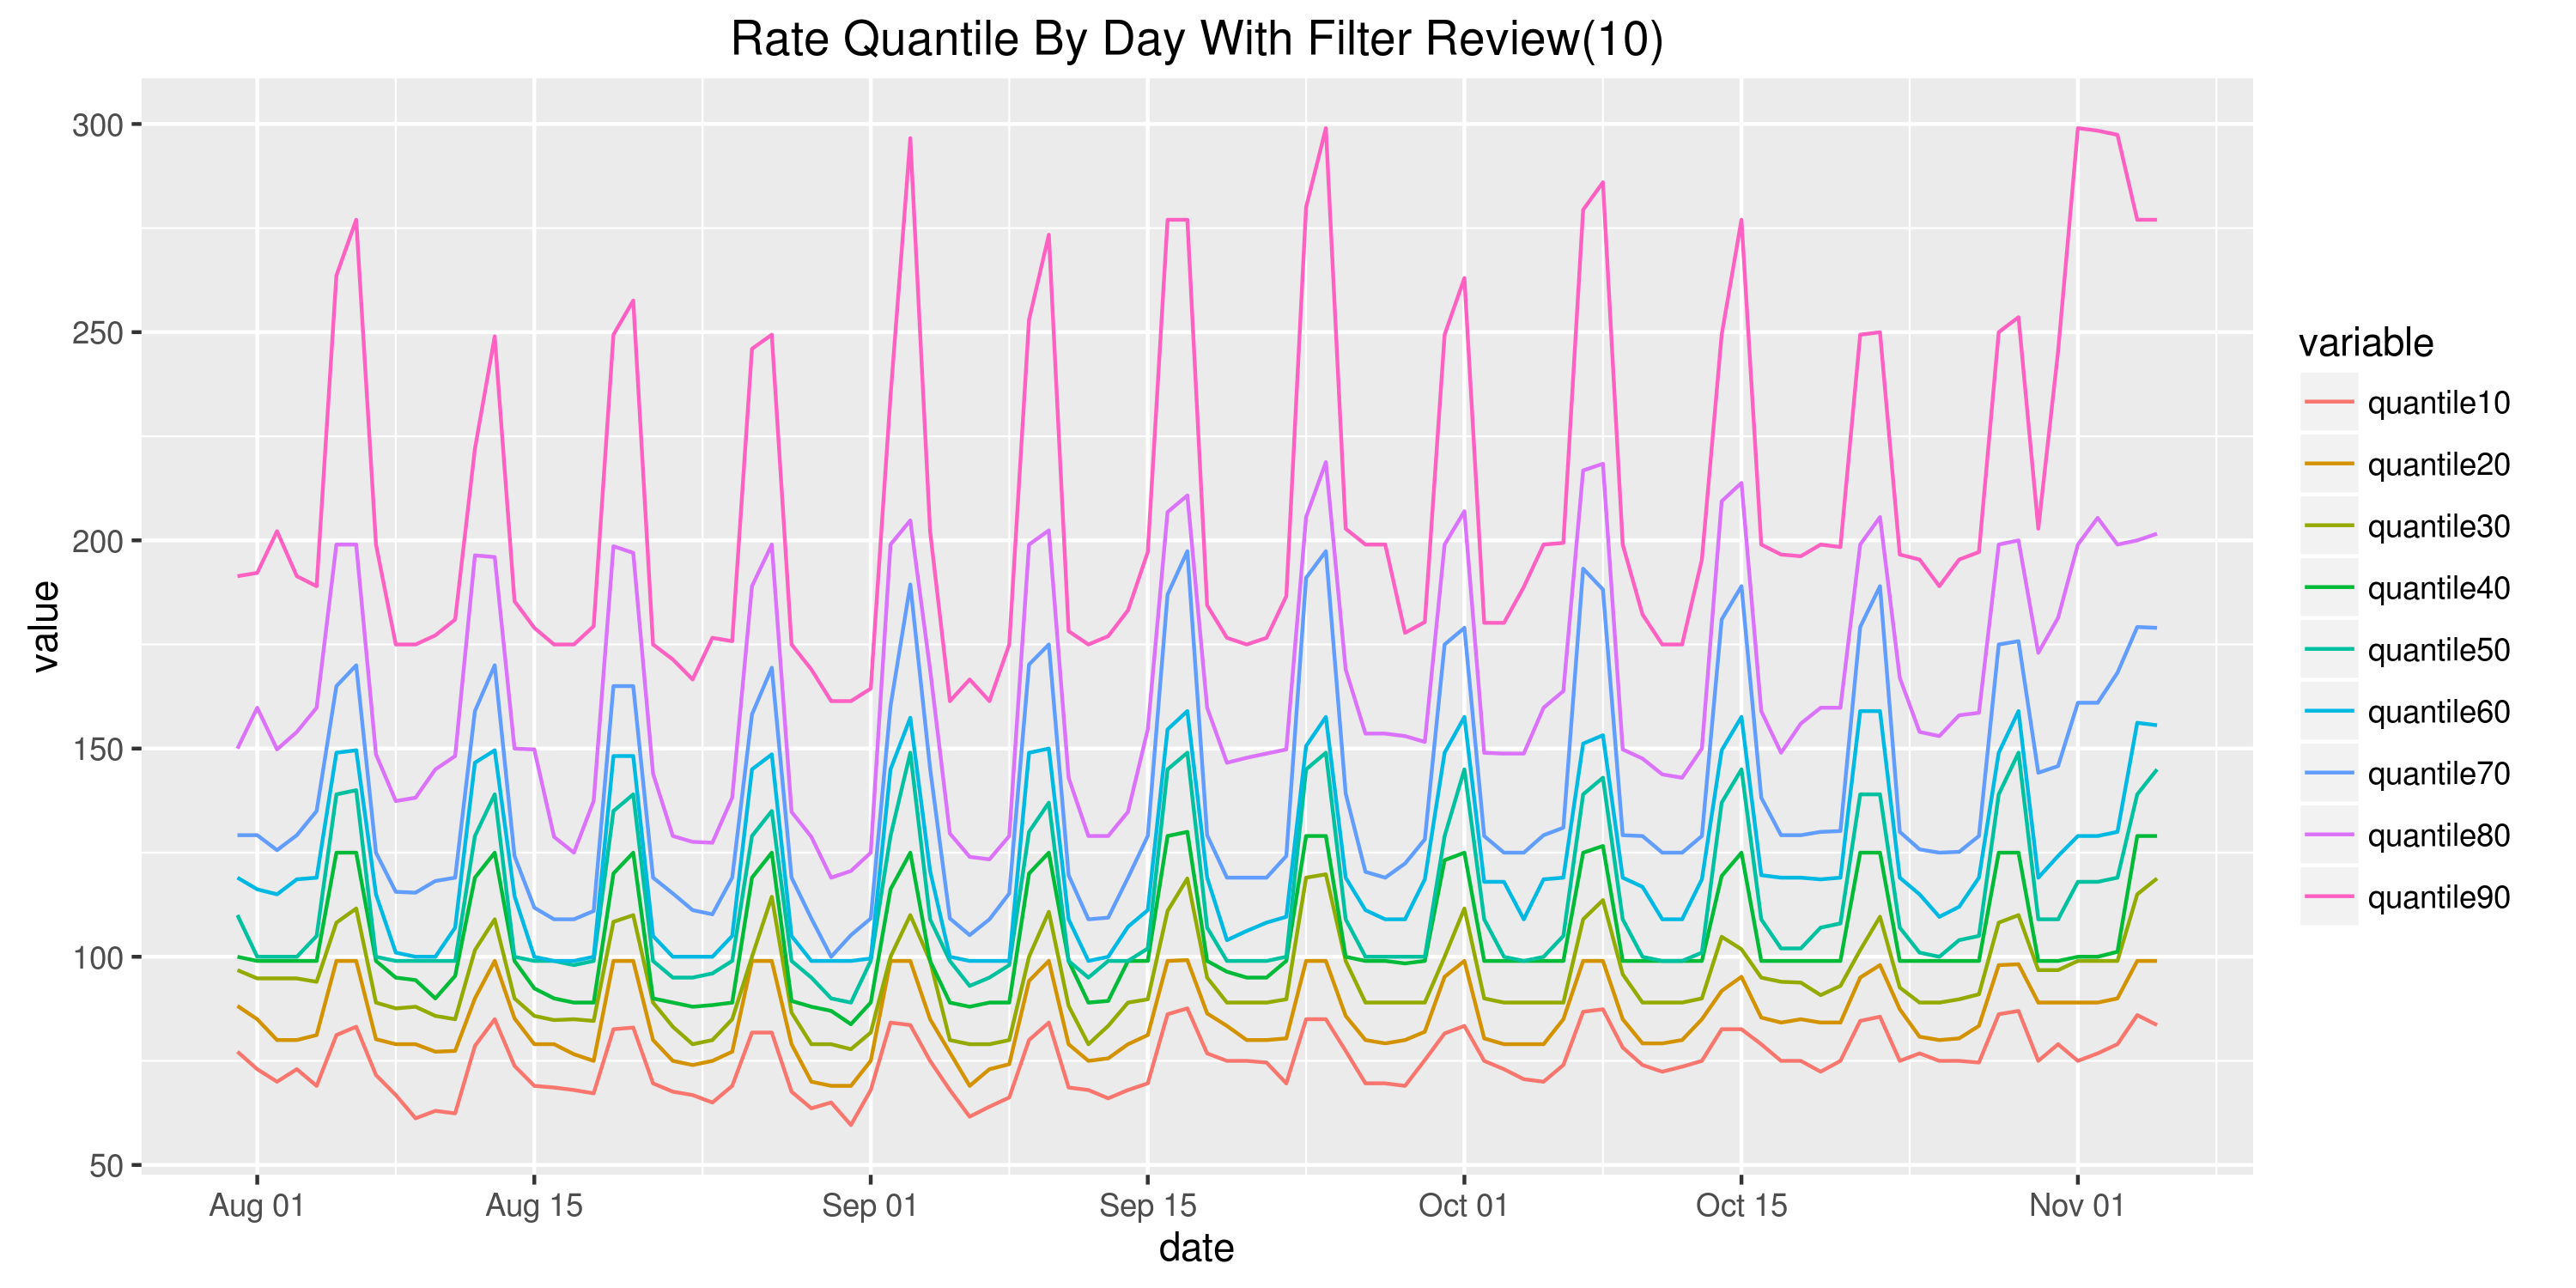 Rate Quantile By Day With Filter Review(10)
300
250
200
150
100
50
value
Aug 01
Aug 15
Sep 01
Sep 15
Oct 01
Oct 15
Nov 01
date
variable
quantile10
quantile20
quantile30
quantile40
quantile50
quantile60
quantile70
quantile80
quantile90